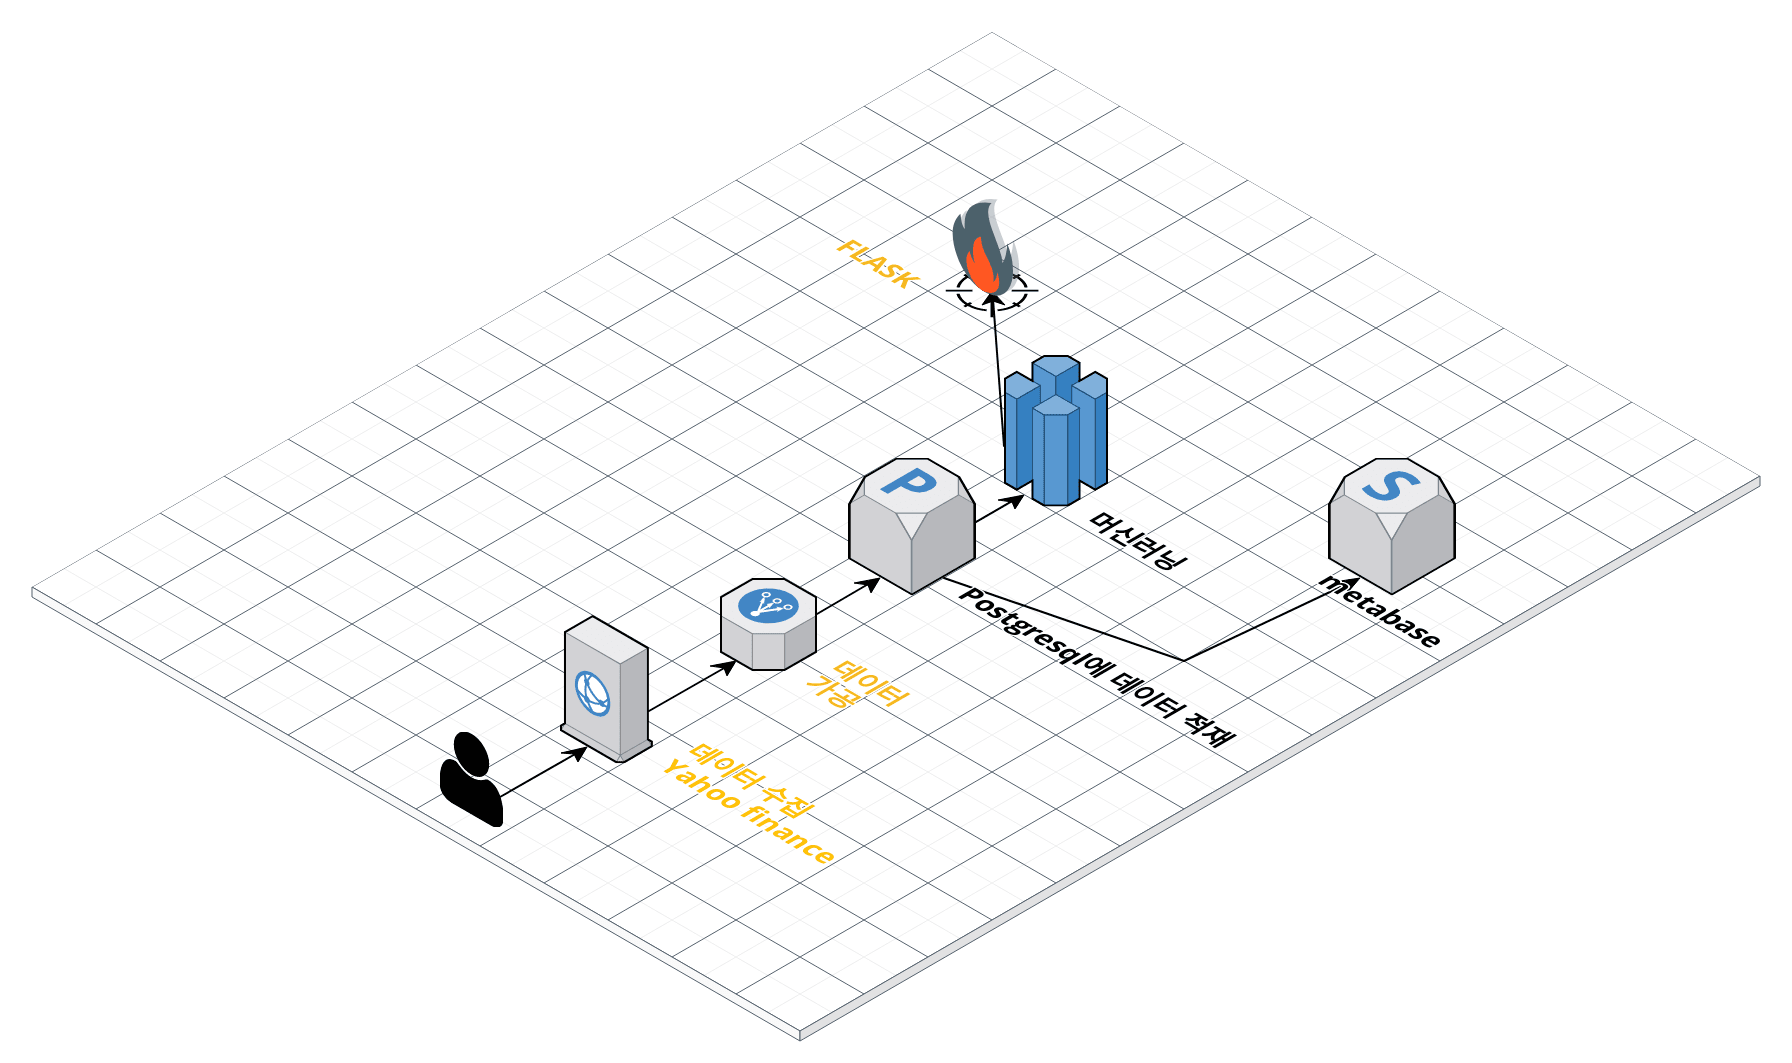 FLASK
P
S
머신러닝
metabase
Postgresql에 데이터 적재
데이터
가공
데이터 수집
Yahoo finance